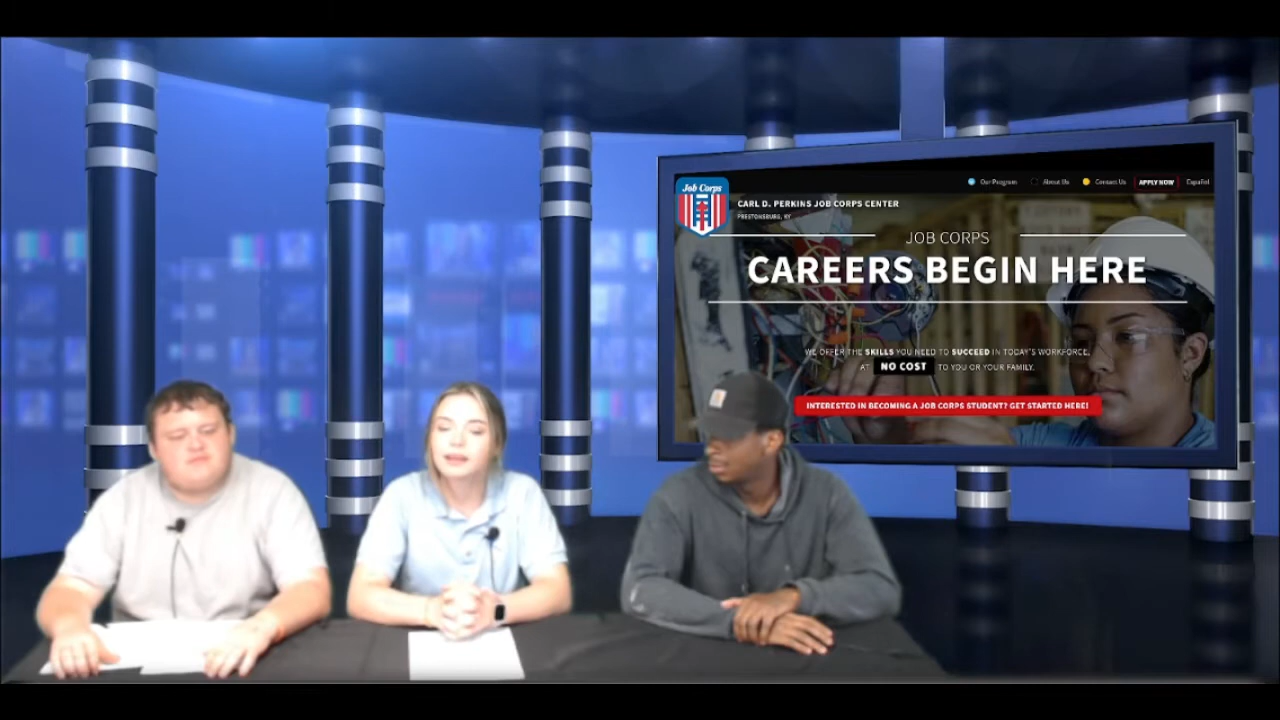 Our Program About Us Contact Us APPLY NOW Español
Job Corps
CARL D. PERKINS JOB CORPS CENTER
PRESTONSBURG, KY
JOB CORPS
CAREERS BEGIN HERE
WE OFFER THE SKILLS YOU NEED TO SUCCEED IN TODAY'S WORKFORCE,
AT NO COST TO YOU OR YOUR FAMILY.
INTERESTED IN BECOMING A JOB CORPS STUDENT? GET STARTED HERE!